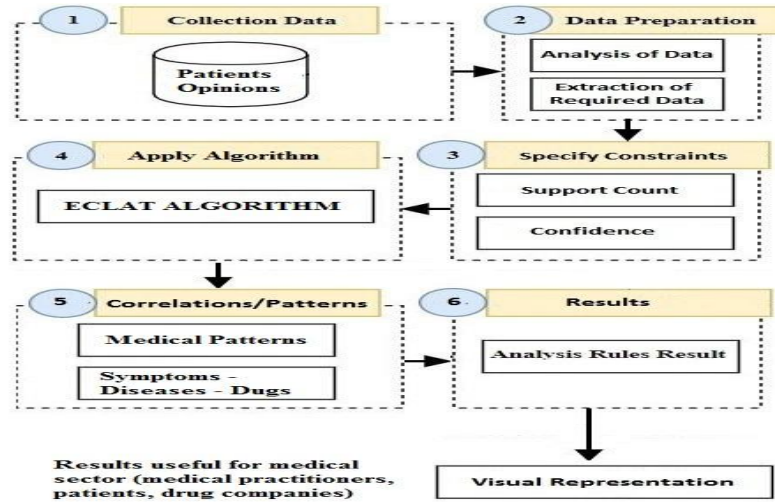 1
Collection Data
Patients
Opinions
2
Data Preparation
Analysis of Data
Extraction of
Required Data
3
Specify Constraints
Support Count
Confidence
4
Apply Algorithm
ECLAT ALGORITHM
5
Correlations/Patterns
Medical Patterns
Symptoms -
Diseases - Dugs
6
Results
Analysis Rules Result
Visual Representation
Results useful for medical
sector (medical practitioners,
patients, drug companies)